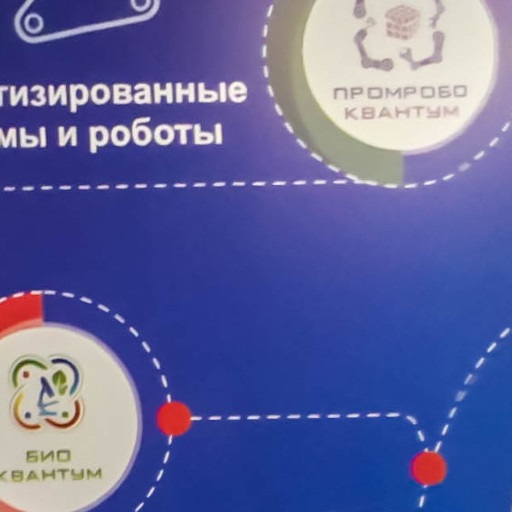 тизированные
мы и роботы
ПРОМРОБО
КВАНТУМ
БИО
КВАНТУМ